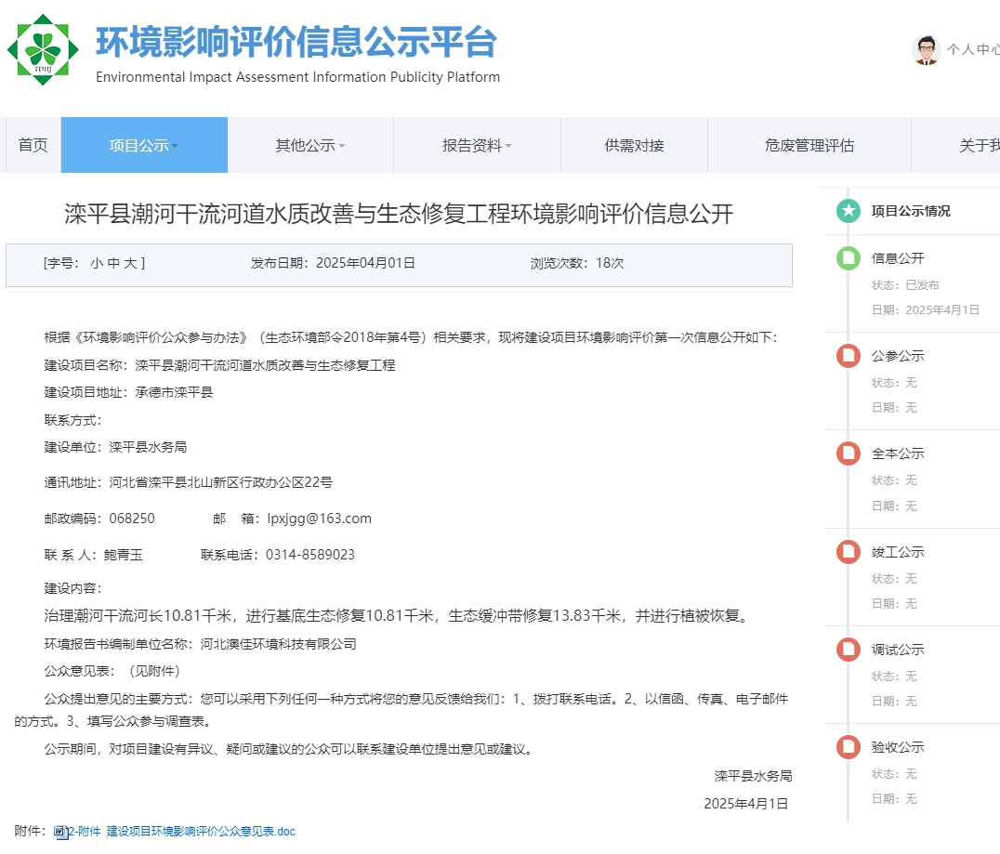 环境影响评价信息公示平台
Environmental Impact Assessment Information Publicity Platform
TDHJ
个人中心
首页
项目公示
其他公示
报告资料
供需对接
危废管理评估
关于我
滦平县潮河干流河道水质改善与生态修复工程环境影响评价信息公开
[字号： 小 中 大 ] 发布日期：2025年04月01日 浏览次数：18次
根据《环境影响评价公众参与办法》（生态环境部令2018年第4号）相关要求，现将建设项目环境影响评价第一次信息公开如下：
建设项目名称：滦平县潮河干流河道水质改善与生态修复工程
建设项目地址：承德市滦平县
联系方式：
建设单位：滦平县水务局
通讯地址：河北省滦平县北山新区行政办公区22号
邮政编码：068250 邮 箱：lpxjgg@163.com
联 系 人：鲍青玉 联系电话：0314-8589023
建设内容：
治理潮河干流河长10.81千米，进行基底生态修复10.81千米，生态缓冲带修复13.83千米，并进行植被恢复。
环境报告书编制单位名称：河北澳佳环境科技有限公司
公众意见表：（见附件）
公众提出意见的主要方式：您可以采用下列任何一种方式将您的意见反馈给我们：1、拨打联系电话。2、以信函、传真、电子邮件
的方式。3、填写公众参与调查表。
公示期间，对项目建设有异议、疑问或建议的公众可以联系建设单位提出意见或建议。
滦平县水务局
2025年4月1日
附件：2-附件 建设项目环境影响评价公众意见表.doc
项目公示情况
信息公开
状态：已发布
日期：2025年4月1日
公参公示
状态：无
日期：无
全本公示
状态：无
日期：无
竣工公示
状态：无
日期：无
调试公示
状态：无
日期：无
验收公示
状态：无
日期：无